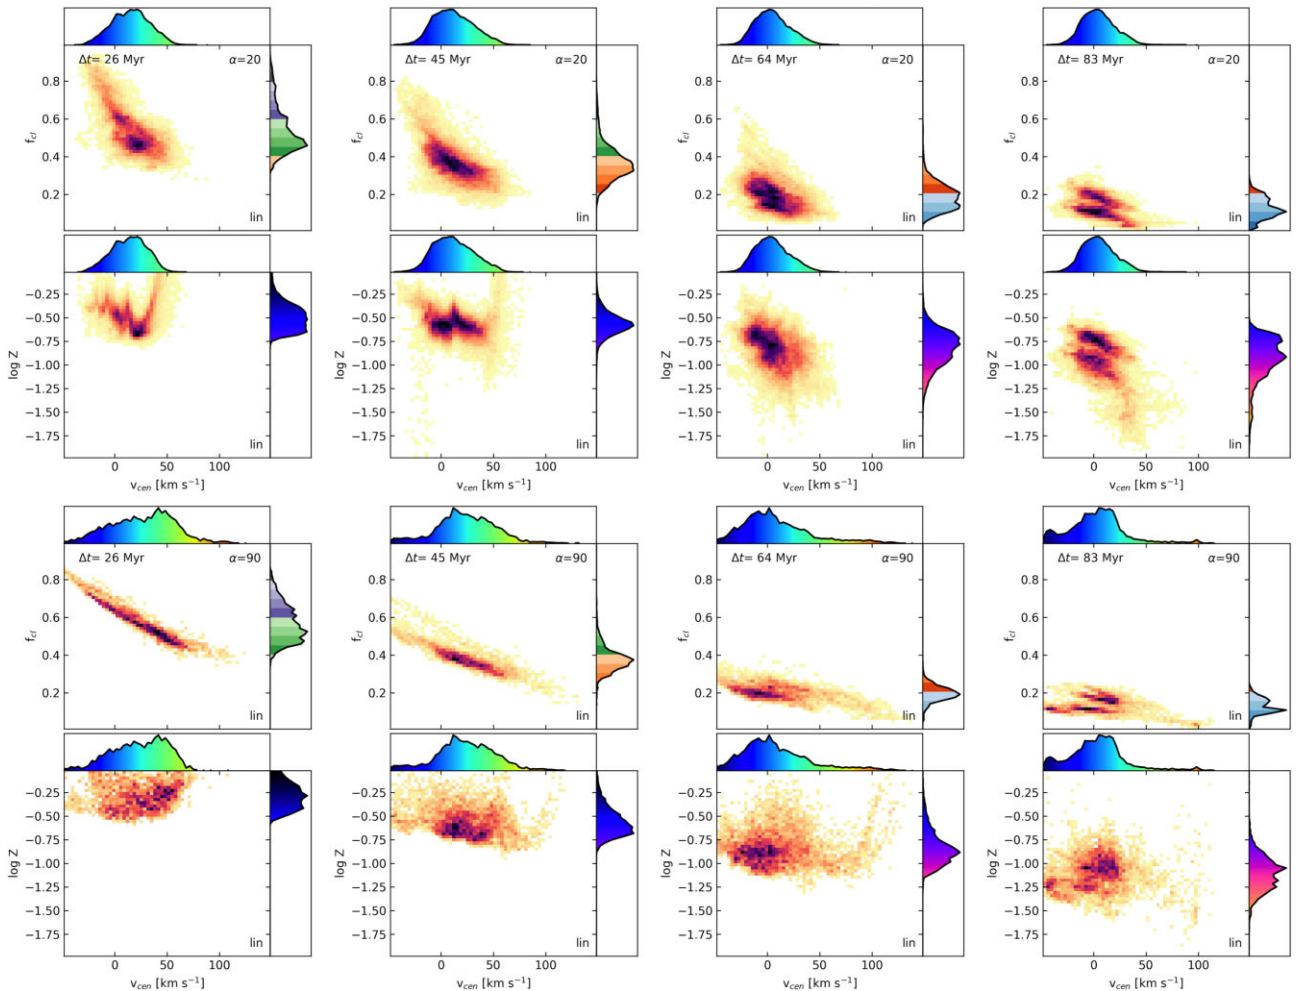 Δt= 26 Myr α=20 Δt= 45 Myr α=20 Δt= 64 Myr α=20 Δt= 83 Myr α=20
0.8 0.8 0.8 0.8
0.6 0.6 0.6 0.6
f_cl f_cl f_cl f_cl
0.4 0.4 0.4 0.4
0.2 0.2 0.2 0.2
lin lin lin lin
−0.25 −0.25 −0.25 −0.25
−0.50 −0.50 −0.50 −0.50
−0.75 −0.75 −0.75 −0.75
log Z log Z log Z log Z
−1.00 −1.00 −1.00 −1.00
−1.25 −1.25 −1.25 −1.25
−1.50 −1.50 −1.50 −1.50
−1.75 −1.75 −1.75 −1.75
lin lin lin lin
0 50 100 0 50 100 0 50 100 0 50 100
v_cen [km s⁻¹] v_cen [km s⁻¹] v_cen [km s⁻¹] v_cen [km s⁻¹]
Δt= 26 Myr α=90 Δt= 45 Myr α=90 Δt= 64 Myr α=90 Δt= 83 Myr α=90
0.8 0.8 0.8 0.8
0.6 0.6 0.6 0.6
f_cl f_cl f_cl f_cl
0.4 0.4 0.4 0.4
0.2 0.2 0.2 0.2
lin lin lin lin
−0.25 −0.25 −0.25 −0.25
−0.50 −0.50 −0.50 −0.50
−0.75 −0.75 −0.75 −0.75
log Z log Z log Z log Z
−1.00 −1.00 −1.00 −1.00
−1.25 −1.25 −1.25 −1.25
−1.50 −1.50 −1.50 −1.50
−1.75 −1.75 −1.75 −1.75
lin lin lin lin
0 50 100 0 50 100 0 50 100 0 50 100
v_cen [km s⁻¹] v_cen [km s⁻¹] v_cen [km s⁻¹] v_cen [km s⁻¹]